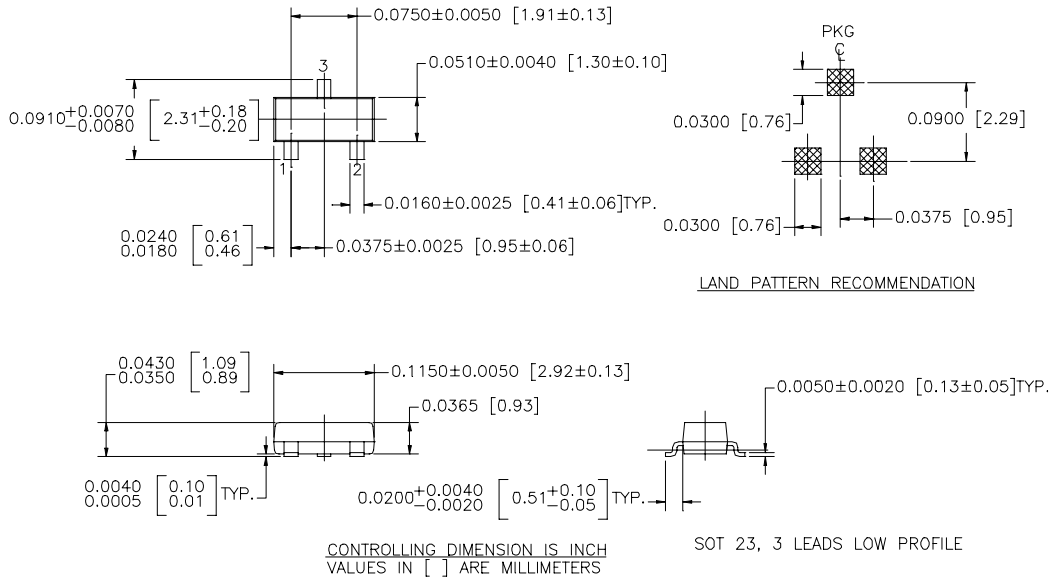 0.0750±0.0050 [1.91±0.13]
PKG
℄
3
0.0510±0.0040 [1.30±0.10]
0.0910+0.0070 -0.0080 [2.31+0.18 -0.20]
0.0300 [0.76]
0.0900 [2.29]
1
2
0.0160±0.0025 [0.41±0.06]TYP.
0.0300 [0.76]
0.0375 [0.95]
0.0240 [0.61]
0.0180 [0.46]
0.0375±0.0025 [0.95±0.06]
LAND PATTERN RECOMMENDATION
0.0430 [1.09]
0.0350 [0.89]
0.1150±0.0050 [2.92±0.13]
0.0365 [0.93]
0.0050±0.0020 [0.13±0.05]TYP.
0.0040 [0.10]
0.0005 [0.01] TYP.
0.0200+0.0040 -0.0020 [0.51+0.10 -0.05] TYP.
CONTROLLING DIMENSION IS INCH
VALUES IN [ ] ARE MILLIMETERS
SOT 23, 3 LEADS LOW PROFILE